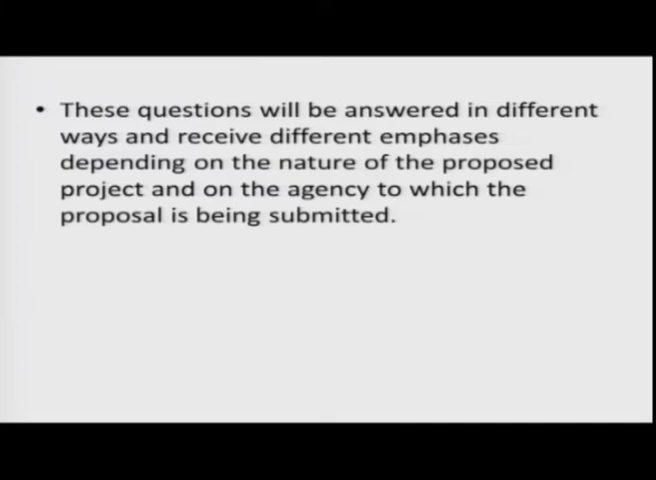 • These questions will be answered in different
ways and receive different emphases
depending on the nature of the proposed
project and on the agency to which the
proposal is being submitted.